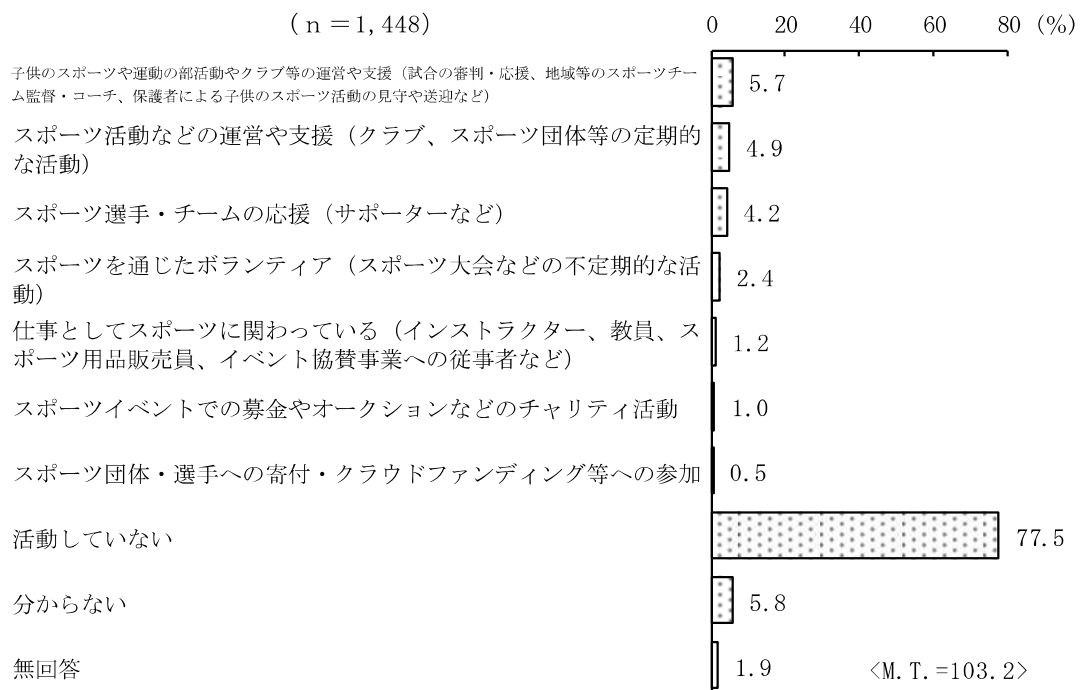 (ｎ＝1,448)
0 20 40 60 80 (%)
子供のスポーツや運動の部活動やクラブ等の運営や支援（試合の審判・応援、地域等のスポーツチー
ム監督・コーチ、保護者による子供のスポーツ活動の見守や送迎など）
5.7
スポーツ活動などの運営や支援（クラブ、スポーツ団体等の定期的
な活動）
4.9
スポーツ選手・チームの応援（サポーターなど）
4.2
スポーツを通じたボランティア（スポーツ大会などの不定期的な活
動）
2.4
仕事としてスポーツに関わっている（インストラクター、教員、ス
ポーツ用品販売員、イベント協賛事業への従事者など）
1.2
スポーツイベントでの募金やオークションなどのチャリティ活動
1.0
スポーツ団体・選手への寄付・クラウドファンディング等への参加
0.5
活動していない
77.5
分からない
5.8
無回答
1.9
<M.T.=103.2>